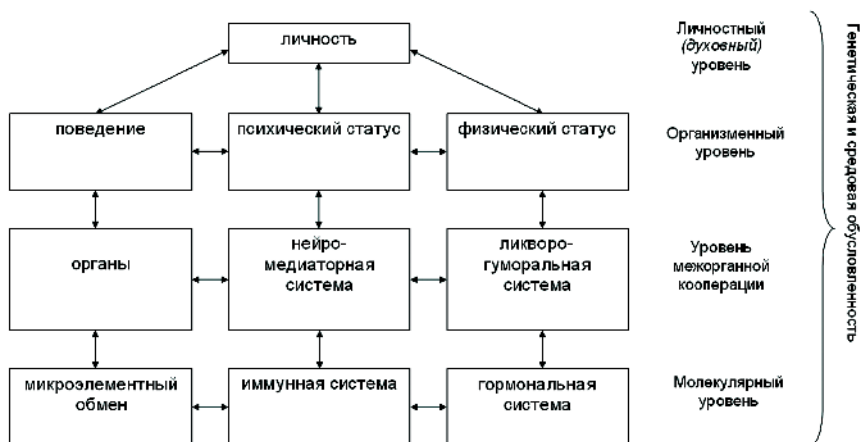 личность
Личностный
(духовный)
уровень
поведение
психический статус
физический статус
Организменный
уровень
органы
нейро-
медиаторная
система
ликворо-
гуморальная
система
Уровень
межорганной
кооперации
микроэлементный
обмен
иммунная система
гормональная
система
Молекулярный
уровень
Генетическая и средовая обусловленность